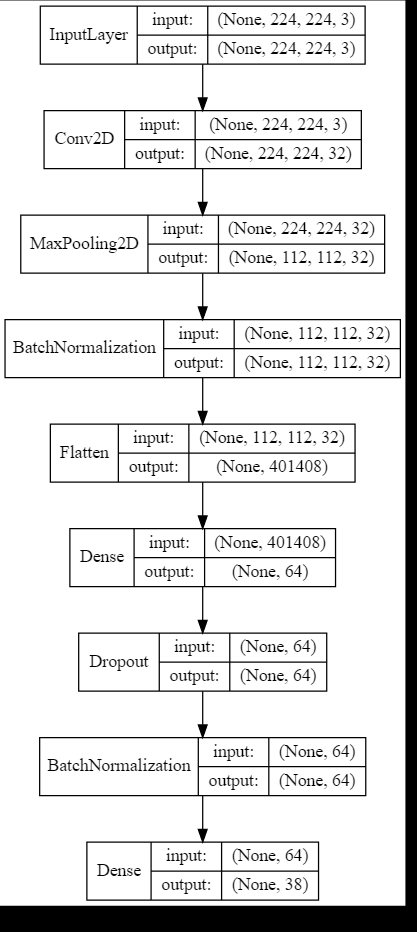 InputLayer input: (None, 224, 224, 3)
output: (None, 224, 224, 3)
Conv2D input: (None, 224, 224, 3)
output: (None, 224, 224, 32)
MaxPooling2D input: (None, 224, 224, 32)
output: (None, 112, 112, 32)
BatchNormalization input: (None, 112, 112, 32)
output: (None, 112, 112, 32)
Flatten input: (None, 112, 112, 32)
output: (None, 401408)
Dense input: (None, 401408)
output: (None, 64)
Dropout input: (None, 64)
output: (None, 64)
BatchNormalization input: (None, 64)
output: (None, 64)
Dense input: (None, 64)
output: (None, 38)